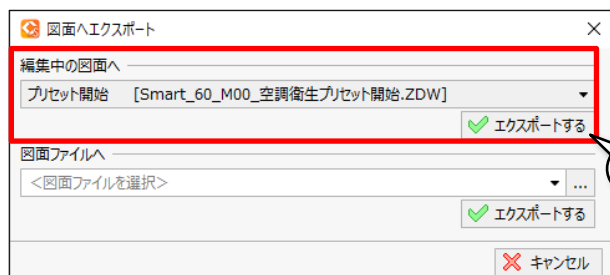 図面へエクスポート
編集中の図面へ
プリセット開始 [Smart_60_M00_空調衛生プリセット開始.ZDW]
エクスポートする
図面ファイルへ
<図面ファイルを選択>
...
エクスポートする
キャンセル